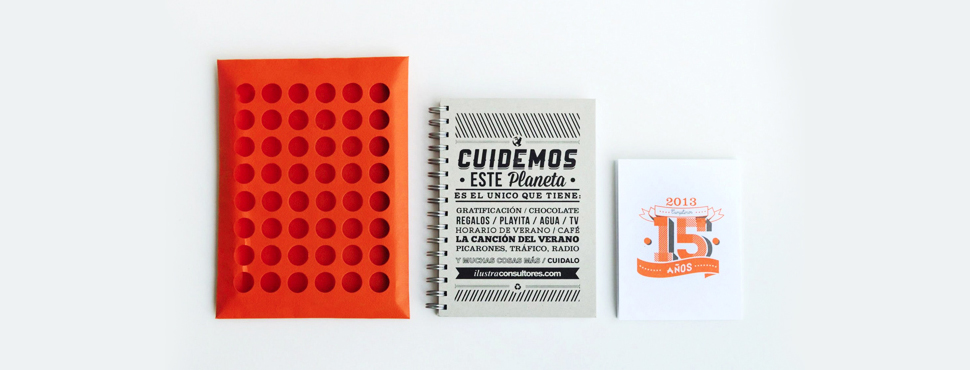 CUIDEMOS
• ESTE Planeta •
ES EL UNICO QUE TIENE:
GRATIFICACIÓN / CHOCOLATE
REGALOS / PLAYITA / AGUA / TV
HORARIO DE VERANO / CAFÉ
LA CANCIÓN DEL VERANO
PICARONES, TRÁFICO, RADIO
Y MUCHAS COSAS MÁS / CUIDALO
ilustraconsultores.com
2013
15
AÑOS